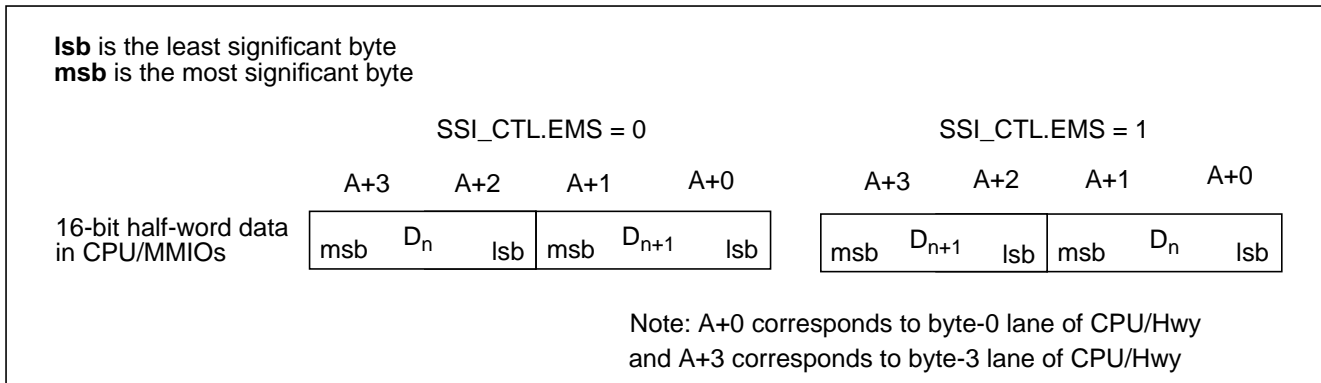 lsb is the least significant byte
msb is the most significant byte
SSI_CTL.EMS = 0 SSI_CTL.EMS = 1
A+3 A+2 A+1 A+0 A+3 A+2 A+1 A+0
16-bit half-word data
in CPU/MMIOs
msb Dn lsb msb Dn+1 lsb msb Dn+1 lsb msb Dn lsb
Note: A+0 corresponds to byte-0 lane of CPU/Hwy
and A+3 corresponds to byte-3 lane of CPU/Hwy